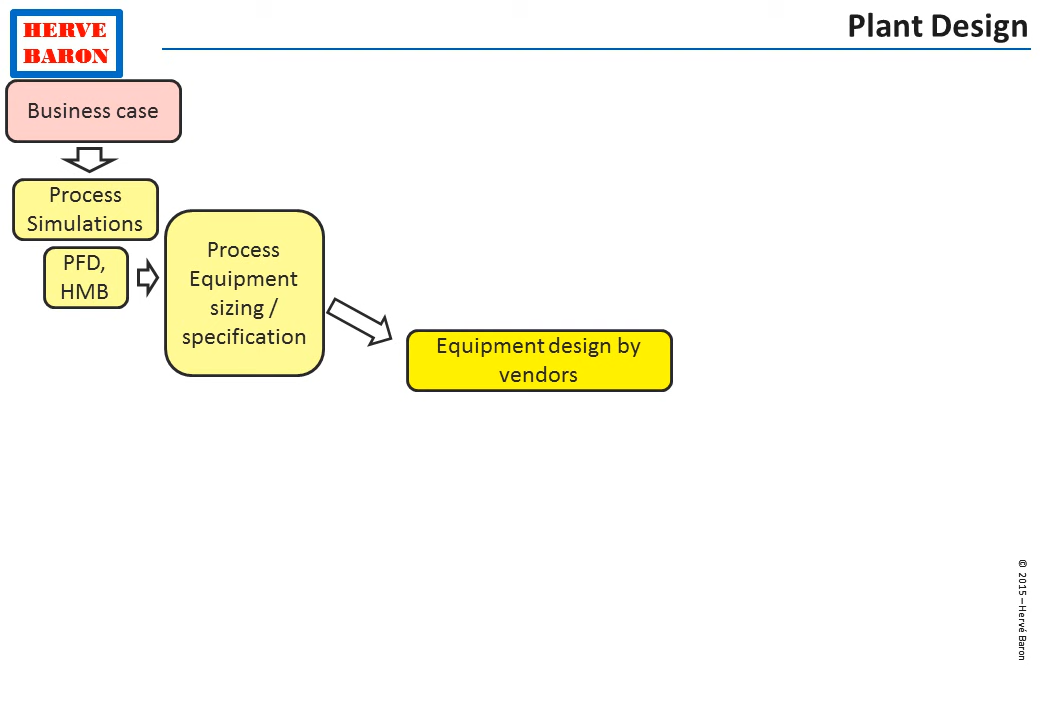 HERVE
BARON
Plant Design
Business case
Process
Simulations
PFD,
HMB
Process
Equipment
sizing /
specification
Equipment design by
vendors
© 2015 – Hervé Baron